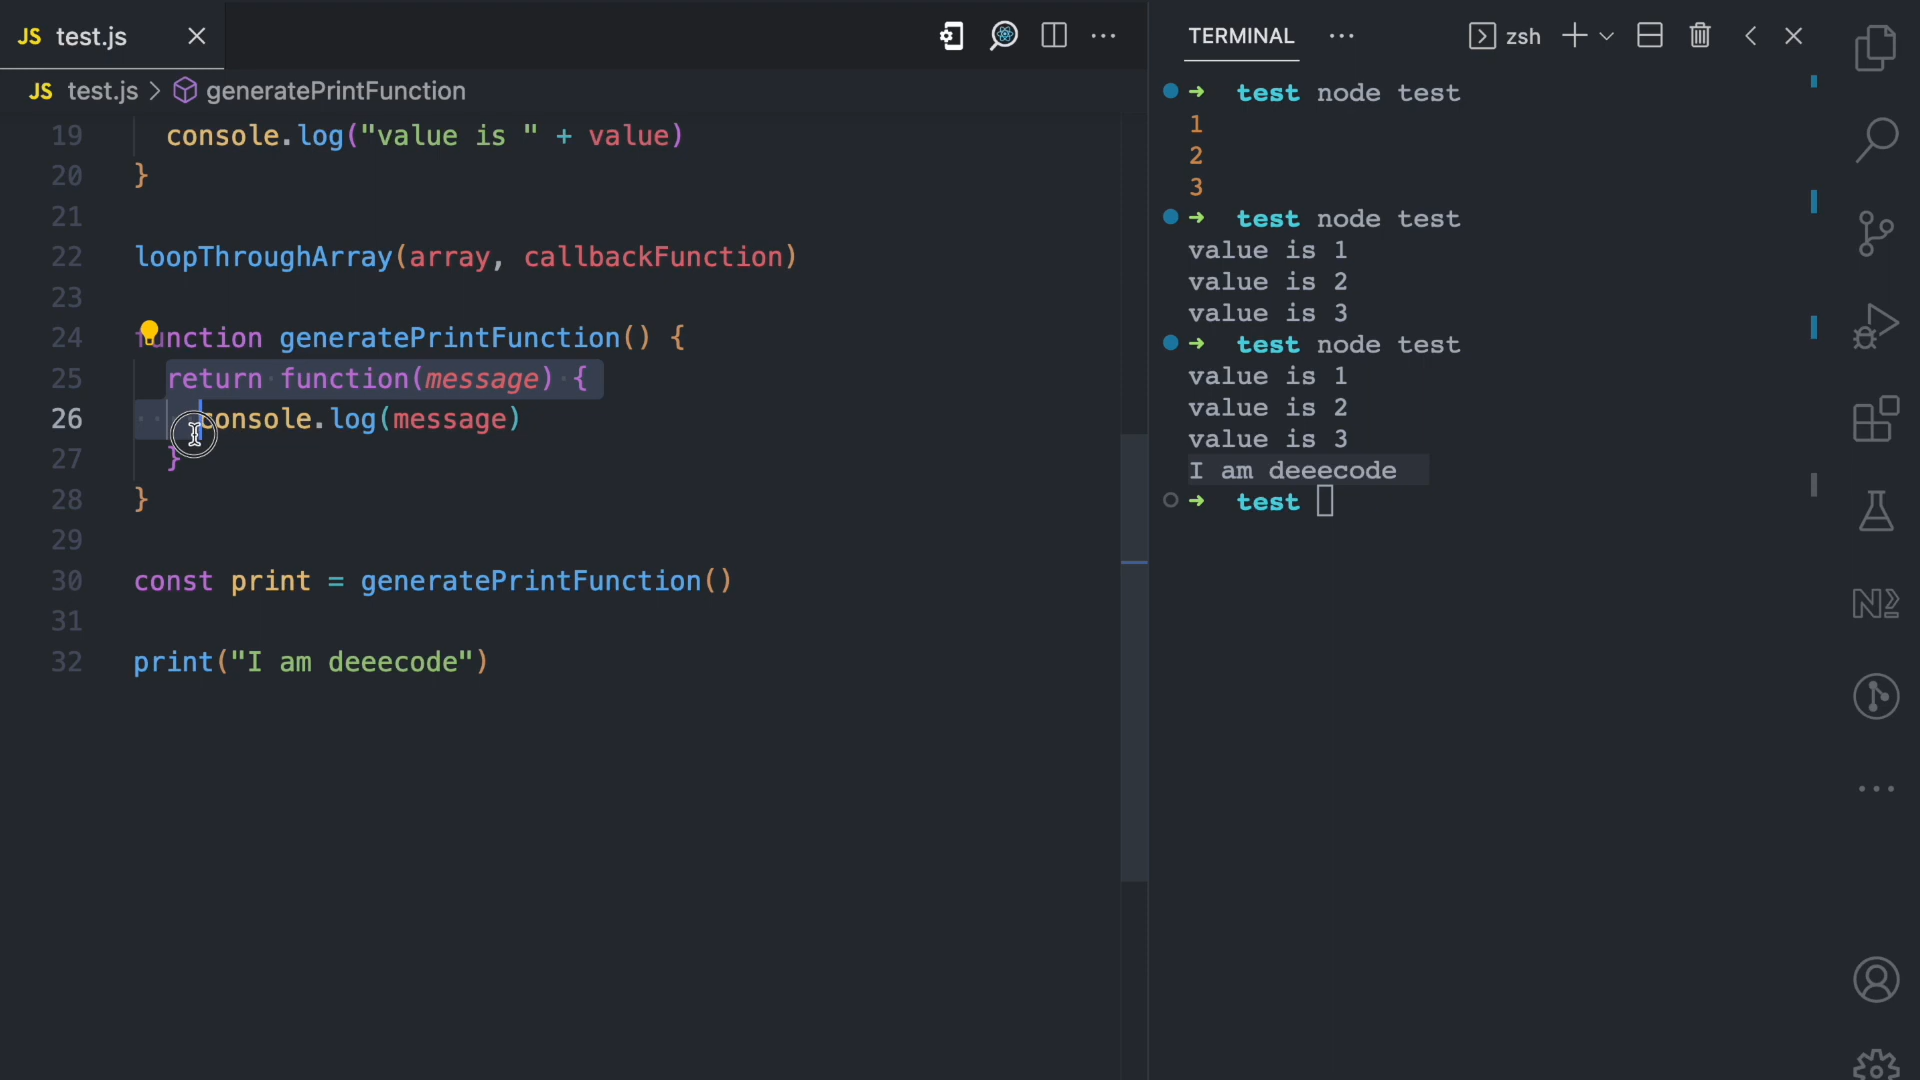 JS test.js
TERMINAL
zsh
JS test.js > generatePrintFunction
19 console.log("value is " + value)
20 }
21
22 loopThroughArray(array, callbackFunction)
23
24 function generatePrintFunction() {
25 return function(message) {
26 console.log(message)
27 }
28 }
29
30 const print = generatePrintFunction()
31
32 print("I am deeecode")
➜ test node test
1
2
3
➜ test node test
value is 1
value is 2
value is 3
➜ test node test
value is 1
value is 2
value is 3
I am deeecode
➜ test